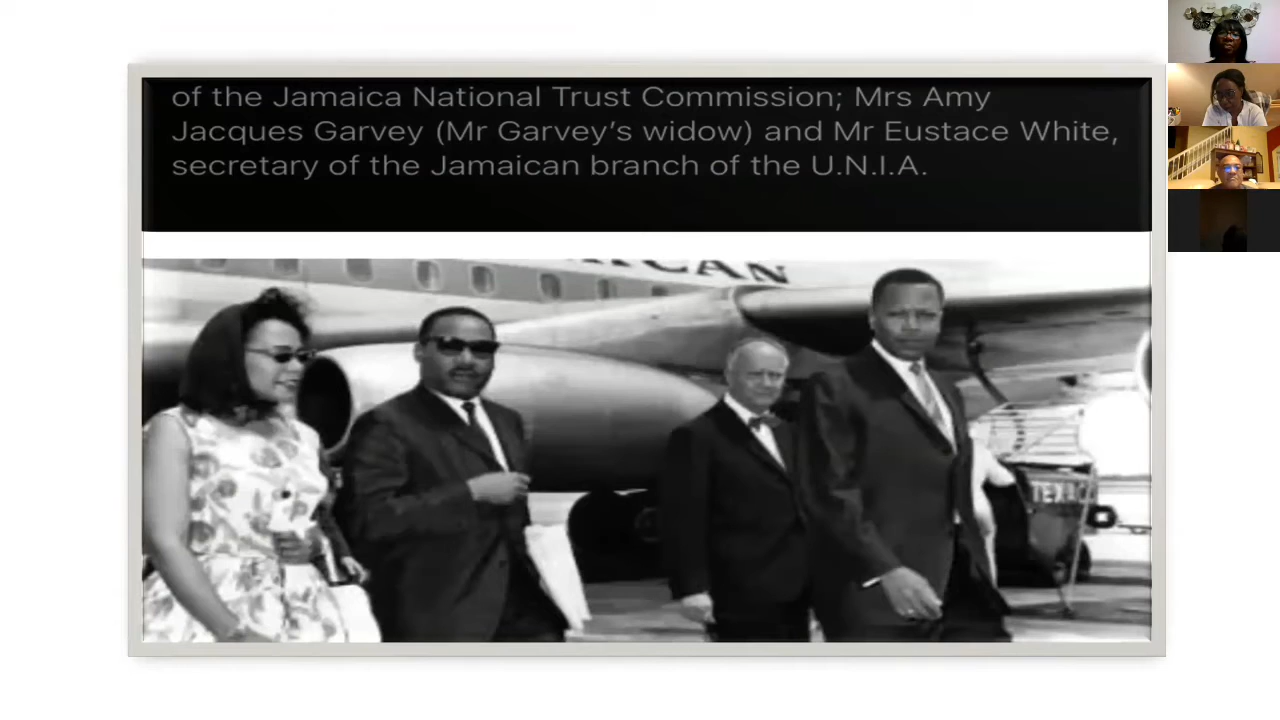 of the Jamaica National Trust Commission; Mrs Amy
Jacques Garvey (Mr Garvey’s widow) and Mr Eustace White,
secretary of the Jamaican branch of the U.N.I.A.